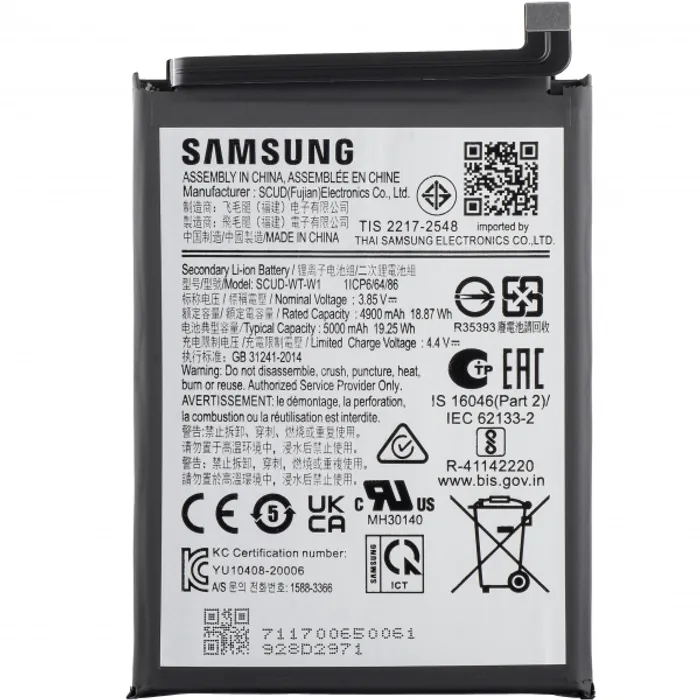 SAMSUNG
ASSEMBLY IN CHINA, ASSEMBLÉE EN CHINE
Manufacturer : SCUD(Fujian)Electronics Co., Ltd.
制造商：飞毛腿（福建）电子有限公司
製造商：飛毛腿（福建）電子有限公司
中国制造/中國製造/MADE IN CHINA
TIS 2217-2548
imported by
THAI SAMSUNG ELECTRONICS CO.,LTD.
Secondary Li-ion Battery / 锂离子电池组/二次鋰電池組
型号/型號/Model: SCUD-WT-W1 1ICP6/64/86
标称电压 / 標稱電壓 / Nominal Voltage : 3.85V
额定容量/ 額定容量/ Rated Capacity : 4900 mAh 18.87 Wh
电池典型容量/Typical Capacity : 5000 mAh 19.25 Wh
充电限制电压 /充電限制電壓 / Limited Charge Voltage : 4.4 V
执行标准: GB 31241-2014
R35393 廢電池請回收
Warning: Do not disassemble, crush, puncture, heat,
burn or reuse. Authorized Service Provider Only.
AVERTISSEMENT: le démontage, la perforation,
la combustion ou la réutilisation est interdite.
警告:禁止拆卸、穿刺、燃烧或重复使用。
请勿置于高温环境中、浸水后禁止使用。
警告:禁止拆卸、穿刺、燃燒或重複使用。
請勿置於高溫環境中、浸水後禁止使用。
TP
EAC
IS 16046(Part 2)/
IEC 62133-2
R-41142220
www.bis.gov.in
CE
5
UK
CA
c RU US
MH30140
KC Certification number:
YU10408-20006
A/S 문의 전화번호: 1588-3366
SAMSUNG
ICT
711700650061
928D2971